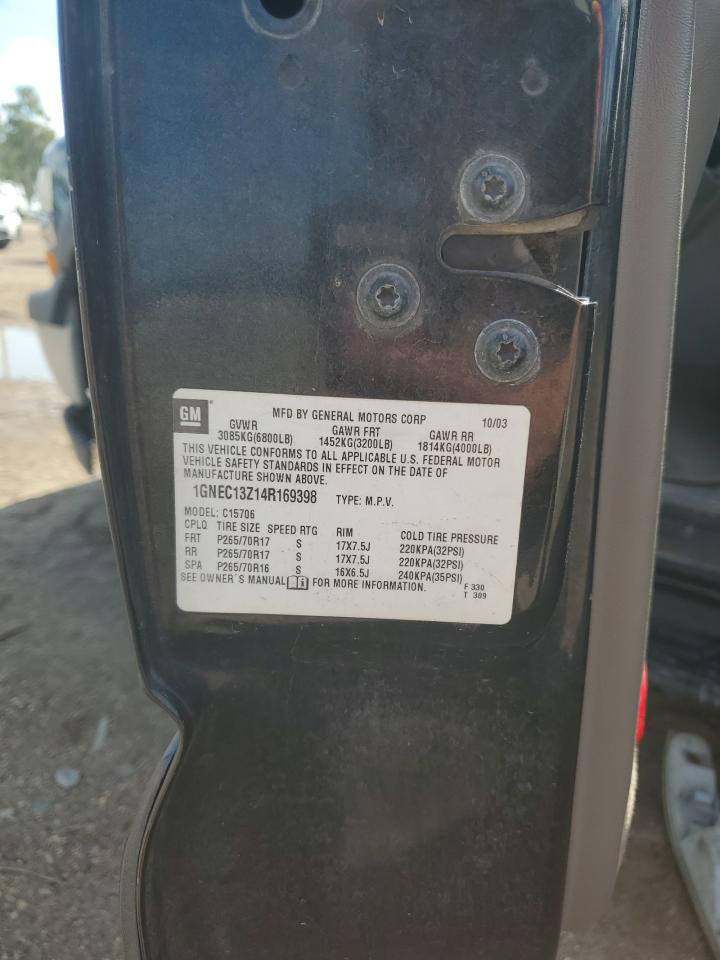 GM MFD BY GENERAL MOTORS CORP 10/03
GVWR GAWR FRT GAWR RR
3085KG(6800LB) 1452KG(3200LB) 1814KG(4000LB)
THIS VEHICLE CONFORMS TO ALL APPLICABLE U.S. FEDERAL MOTOR
VEHICLE SAFETY STANDARDS IN EFFECT ON THE DATE OF
MANUFACTURE SHOWN ABOVE.
1GNEC13Z14R169398 TYPE: M.P.V.
MODEL: C15706
CPLQ TIRE SIZE SPEED RTG RIM COLD TIRE PRESSURE
FRT P265/70R17 S 17X7.5J 220KPA(32PSI)
RR P265/70R17 S 17X7.5J 220KPA(32PSI)
SPA P265/70R16 S 16X6.5J 240KPA(35PSI)
SEE OWNER'S MANUAL FOR MORE INFORMATION. F 330
T 309